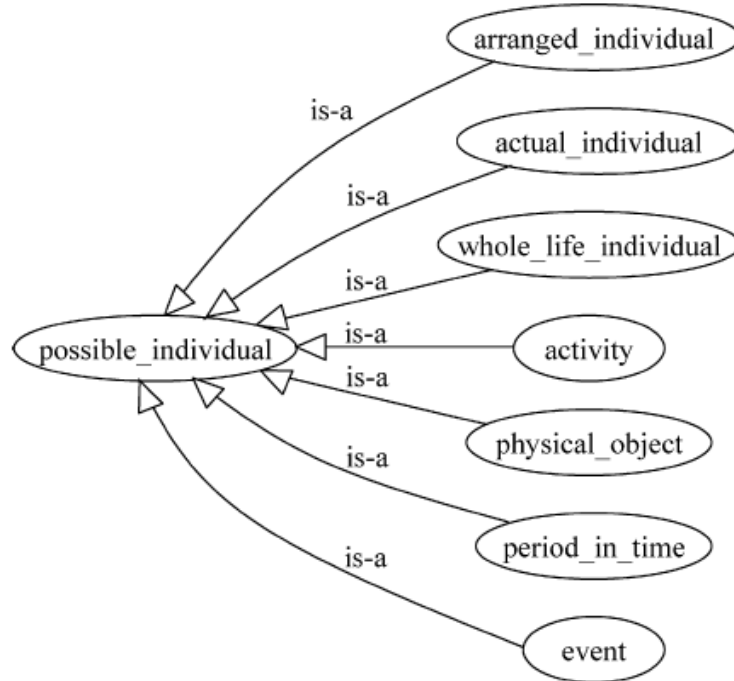 arranged_individual
is-a
actual_individual
is-a
whole_life_individual
is-a
possible_individual
is-a
activity
is-a
physical_object
is-a
period_in_time
is-a
event